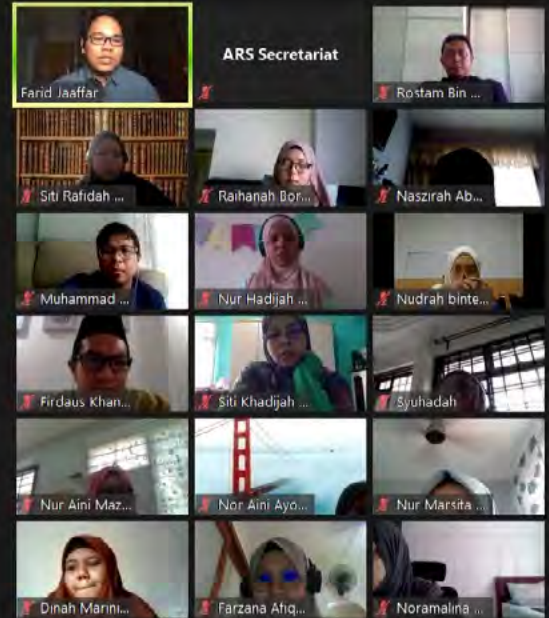 Farid Jaaffar
ARS Secretariat
Rostam Bin ...
Siti Rafidah ...
Raihanah Bor...
Naszirah Ab...
Muhammad ...
Nur Hadijah ...
Nudrah binte...
Firdaus Khan...
Siti Khadijah ...
Syuhadah
Nur Aini Maz...
Nor Aini Ayo...
Nur Marsita ...
Dinah Marini...
Farzana Afiq...
Noramalina ...